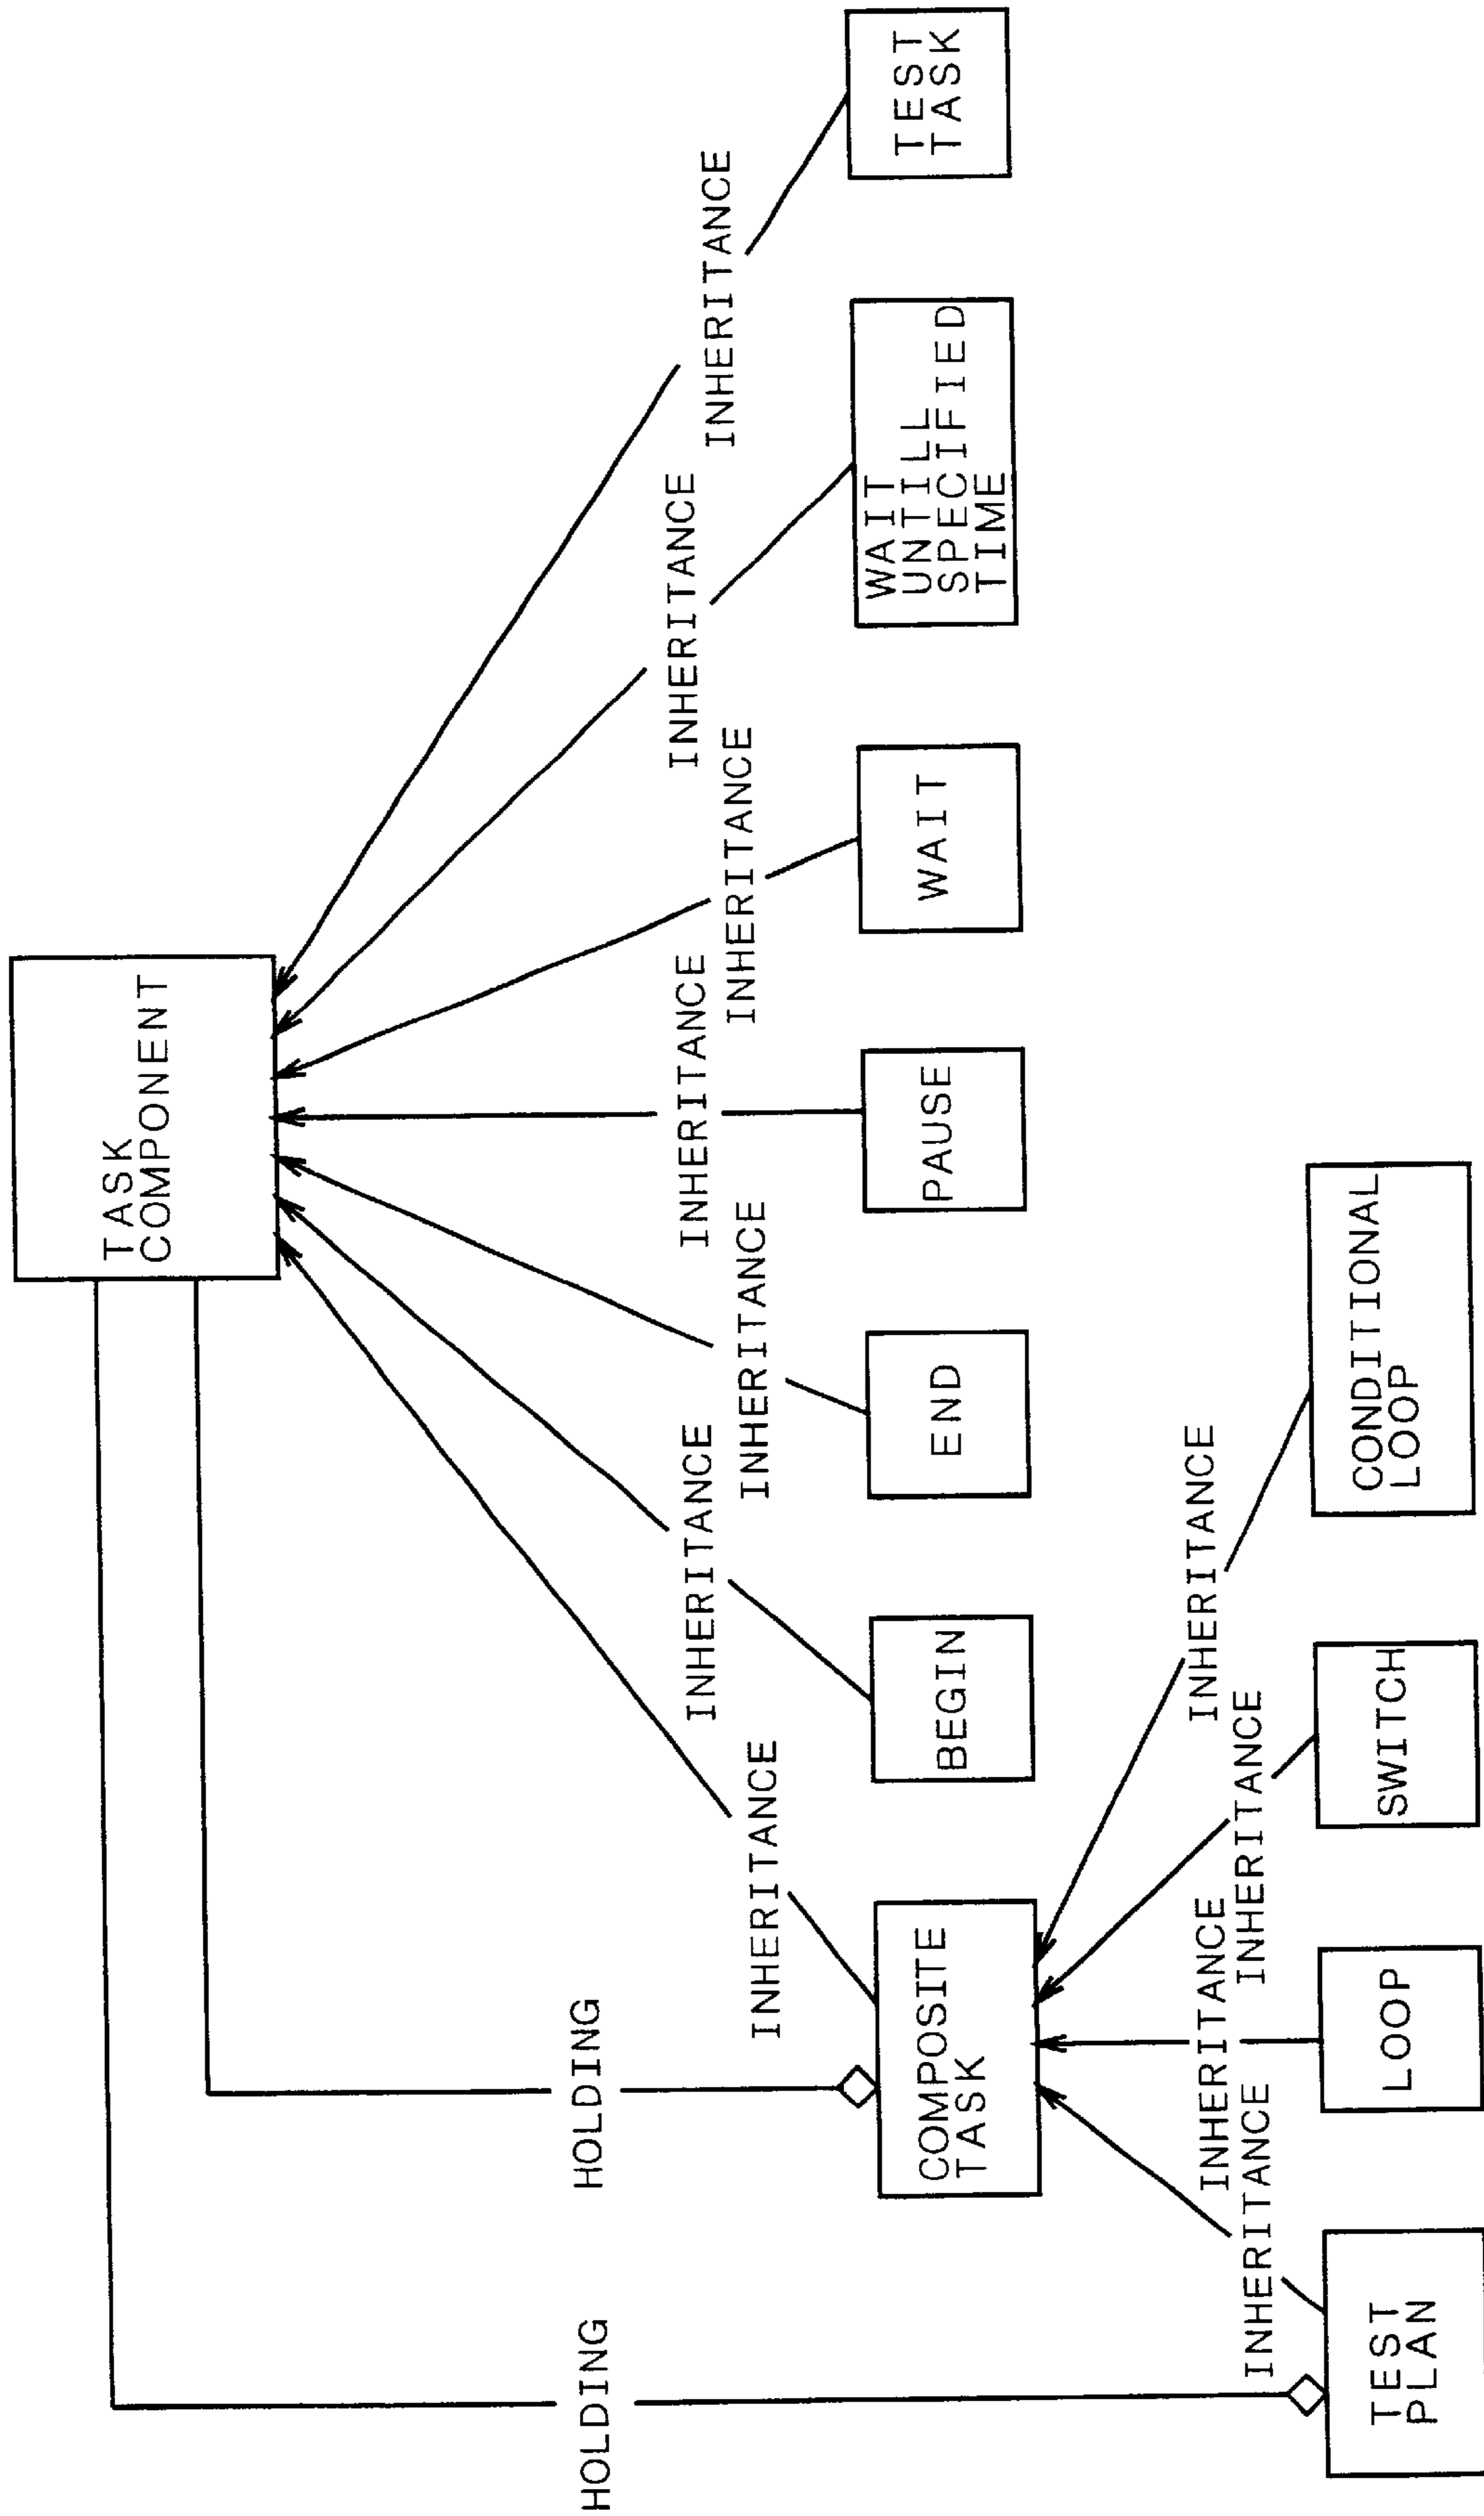 TASK
COMPONENT
HOLDING
HOLDING
INHERITANCE
INHERITANCE
INHERITANCE
INHERITANCE
INHERITANCE
INHERITANCE
INHERITANCE
COMPOSITE
TASK
BEGIN
END
PAUSE
WAIT
WAIT
UNTILL
SPECIFIED
TIME
TEST
TASK
INHERITANCE
INHERITANCE
INHERITANCE
INHERITANCE
TEST
PLAN
LOOP
SWITCH
CONDITIONAL
LOOP